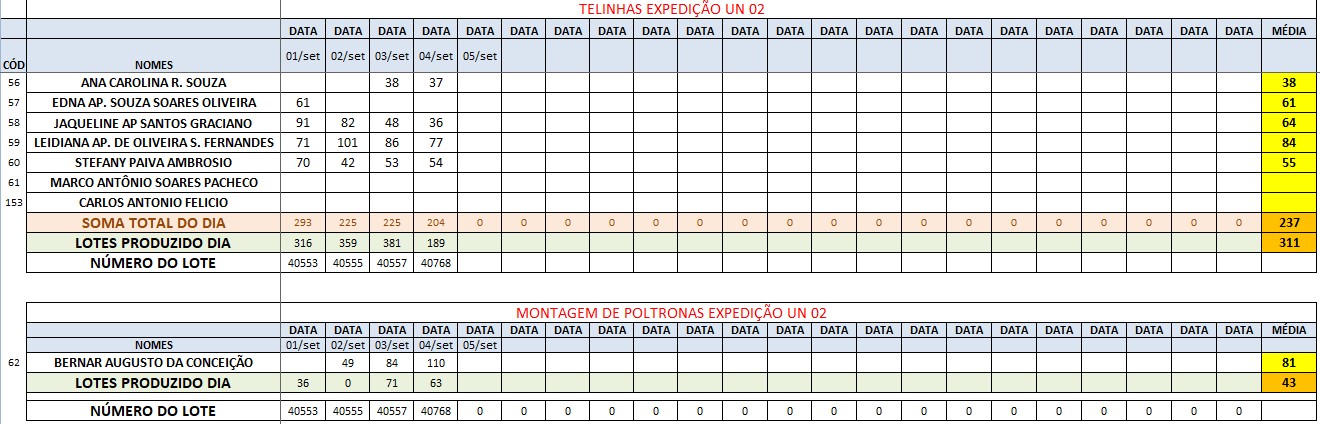 TELINHAS EXPEDIÇÃO UN 02
DATA DATA DATA DATA DATA DATA DATA DATA DATA DATA DATA DATA DATA DATA DATA DATA DATA DATA DATA DATA DATA DATA MÉDIA
CÓD NOMES 01/set 02/set 03/set 04/set 05/set
56 ANA CAROLINA R. SOUZA 38 37 38
57 EDNA AP. SOUZA SOARES OLIVEIRA 61 61
58 JAQUELINE AP SANTOS GRACIANO 91 82 48 36 64
59 LEIDIANA AP. DE OLIVEIRA S. FERNANDES 71 101 86 77 84
60 STEFANY PAIVA AMBROSIO 70 42 53 54 55
61 MARCO ANTÔNIO SOARES PACHECO
153 CARLOS ANTONIO FELICIO
SOMA TOTAL DO DIA 293 225 225 204 0 0 0 0 0 0 0 0 0 0 0 0 0 0 0 0 0 0 237
LOTES PRODUZIDO DIA 316 359 381 189 311
NÚMERO DO LOTE 40553 40555 40557 40768
MONTAGEM DE POLTRONAS EXPEDIÇÃO UN 02
DATA DATA DATA DATA DATA DATA DATA DATA DATA DATA DATA DATA DATA DATA DATA DATA DATA DATA DATA DATA DATA DATA MÉDIA
NOMES 01/set 02/set 03/set 04/set 05/set
62 BERNAR AUGUSTO DA CONCEIÇÃO 49 84 110 81
LOTES PRODUZIDO DIA 36 0 71 63 43
NÚMERO DO LOTE 40553 40555 40557 40768 0 0 0 0 0 0 0 0 0 0 0 0 0 0 0 0 0 0